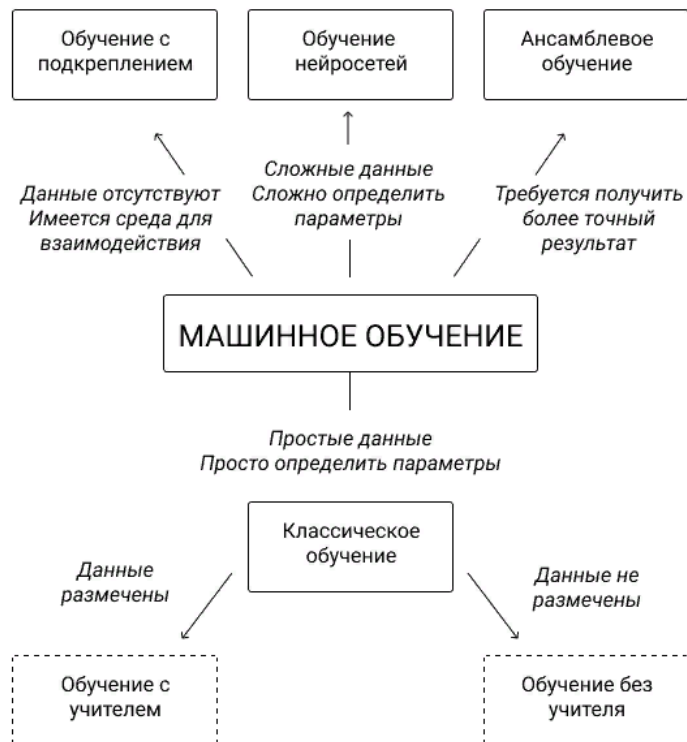 Обучение с
подкреплением
Обучение
нейросетей
Ансамблевое
обучение
Данные отсутствуют
Имеется среда для
взаимодействия
Сложные данные
Сложно определить
параметры
Требуется получить
более точный
результат
МАШИННОЕ ОБУЧЕНИЕ
Простые данные
Просто определить параметры
Классическое
обучение
Данные
размечены
Данные не
размечены
Обучение с
учителем
Обучение без
учителя